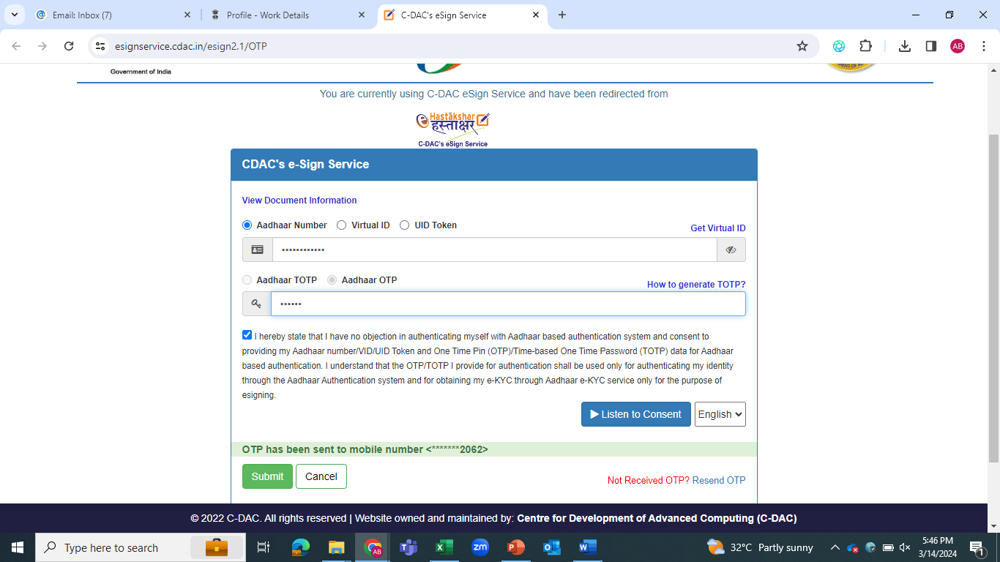 Email: Inbox (7)
Profile - Work Details
C-DAC's eSign Service
esignservice.cdac.in/esign2.1/OTP
AB
Government of India
You are currently using C-DAC eSign Service and have been redirected from
e Hastākshar
हस्ताक्षर
C-DAC's eSign Service
CDAC's e-Sign Service
View Document Information
Aadhaar Number Virtual ID UID Token
Get Virtual ID
••••••••••••
Aadhaar TOTP Aadhaar OTP
How to generate TOTP?
••••••
I hereby state that I have no objection in authenticating myself with Aadhaar based authentication system and consent to
providing my Aadhaar number/VID/UID Token and One Time Pin (OTP)/Time-based One Time Password (TOTP) data for Aadhaar
based authentication. I understand that the OTP/TOTP I provide for authentication shall be used only for authenticating my identity
through the Aadhaar Authentication system and for obtaining my e-KYC through Aadhaar e-KYC service only for the purpose of
esigning.
Listen to Consent English
OTP has been sent to mobile number <*******2062>
Submit Cancel
Not Received OTP? Resend OTP
© 2022 C-DAC. All rights reserved | Website owned and maintained by: Centre for Development of Advanced Computing (C-DAC)
Type here to search
AB
zm
32°C Partly sunny
5:46 PM
3/14/2024
1